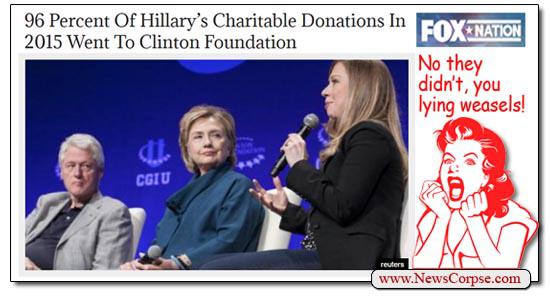 96 Percent Of Hillary's Charitable Donations In
2015 Went To Clinton Foundation
FOX NATION
No they
didn't, you
lying weasels!
CGIU
reuters
www.NewsCorpse.com